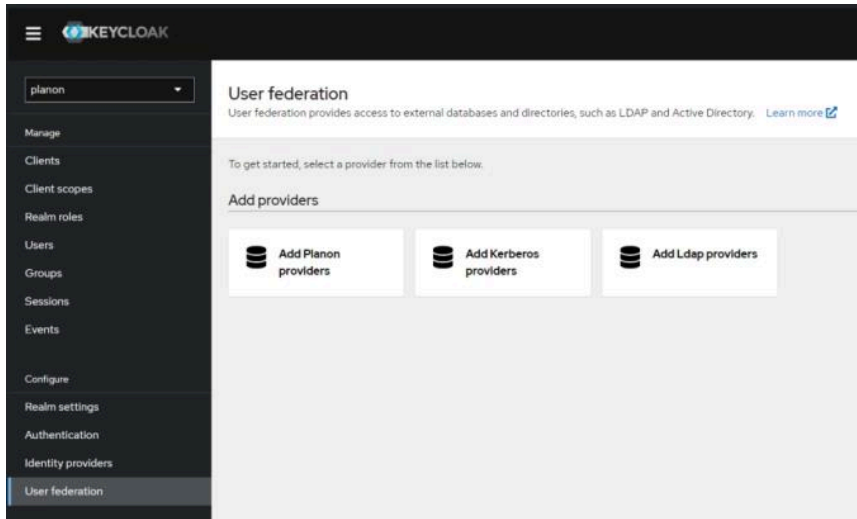 KEYCLOAK
planon
Manage
Clients
Client scopes
Realm roles
Users
Groups
Sessions
Events
Configure
Realm settings
Authentication
Identity providers
User federation
User federation
User federation provides access to external databases and directories, such as LDAP and Active Directory. Learn more
To get started, select a provider from the list below.
Add providers
Add Planon
providers
Add Kerberos
providers
Add Ldap providers